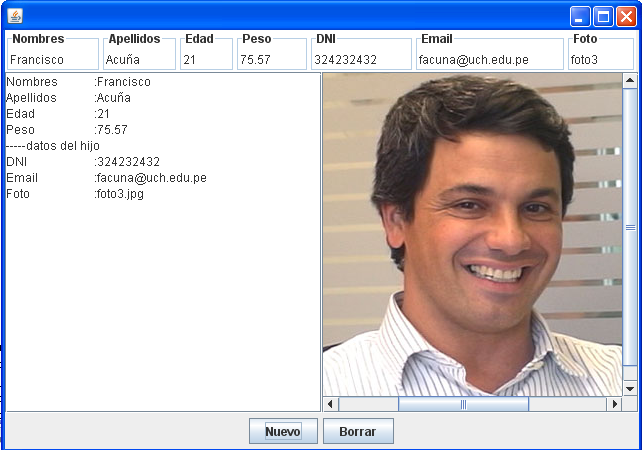 Nombres Apellidos Edad Peso DNI Email Foto
Francisco Acuña 21 75.57 324232432 facuna@uch.edu.pe foto3
Nombres :Francisco
Apellidos :Acuña
Edad :21
Peso :75.57
-----datos del hijo
DNI :324232432
Email :facuna@uch.edu.pe
Foto :foto3.jpg
Nuevo Borrar